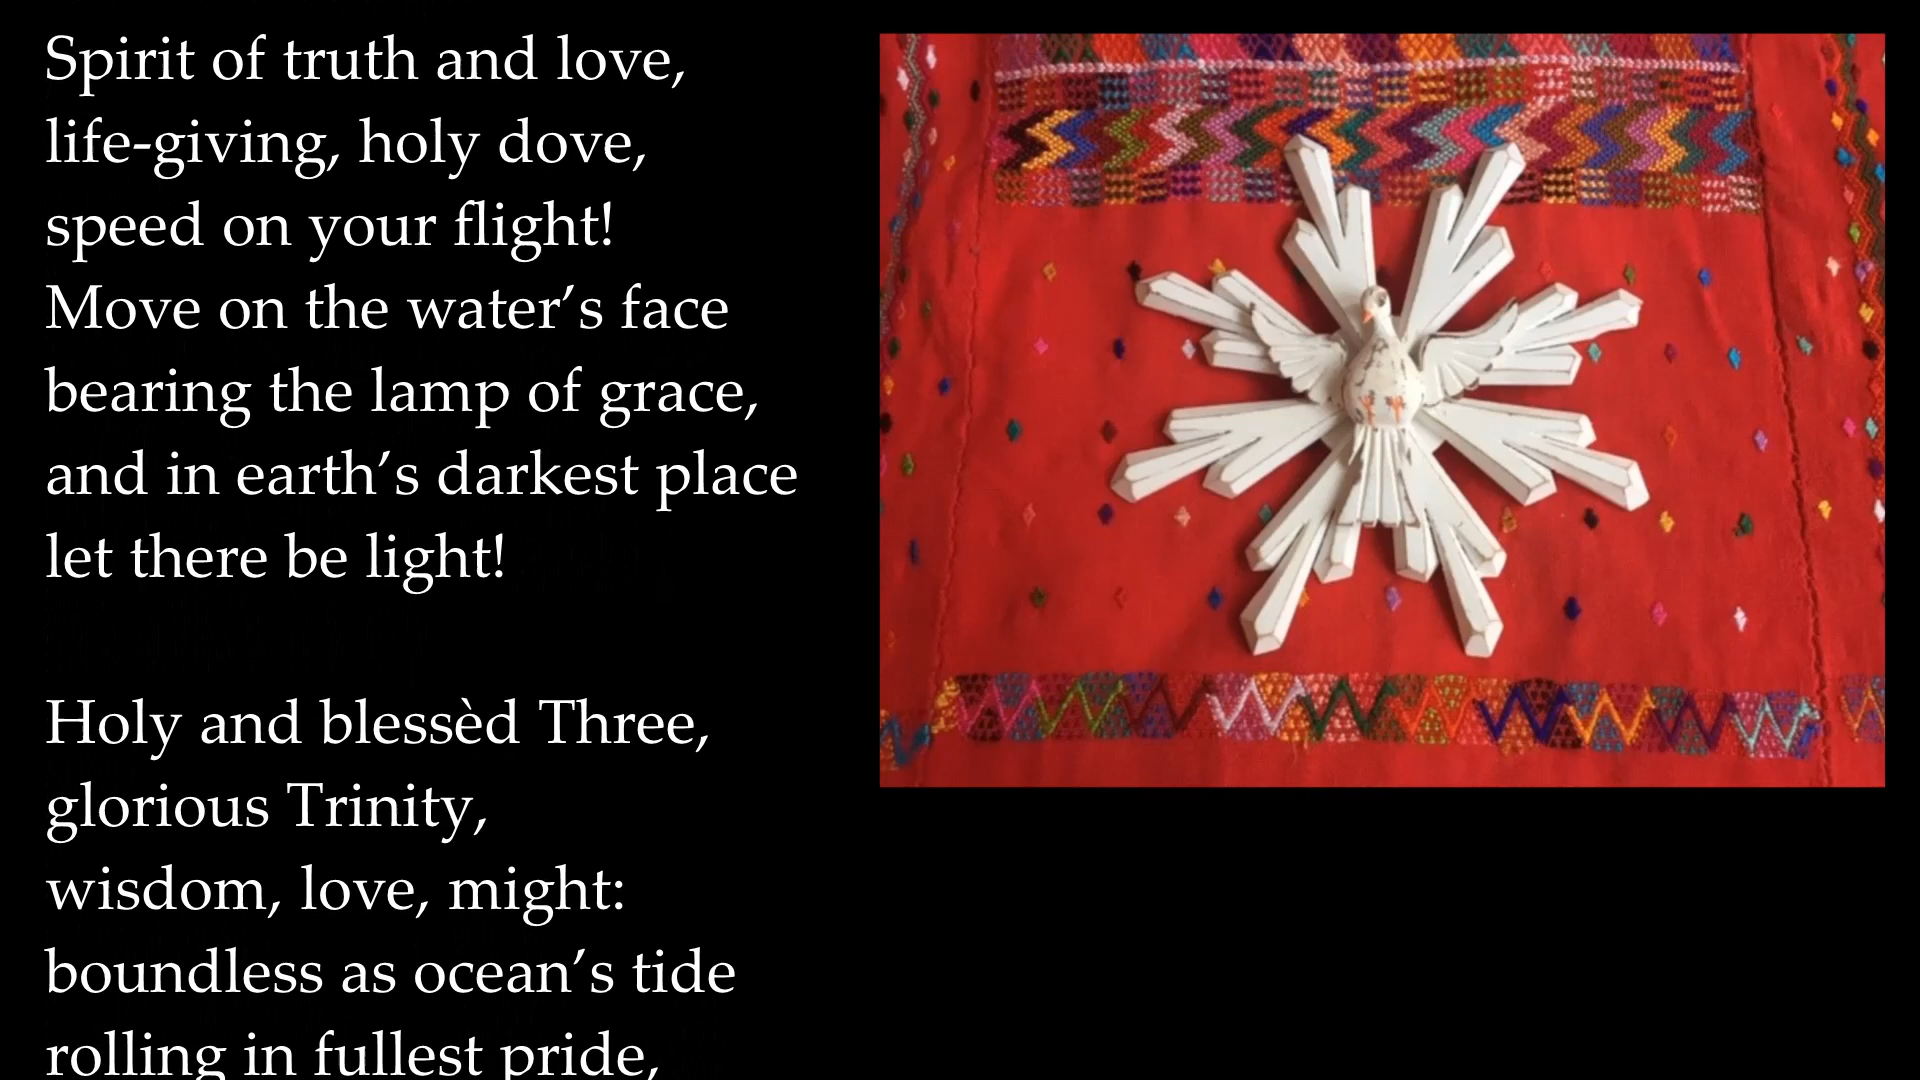 Spirit of truth and love,
life-giving, holy dove,
speed on your flight!
Move on the water’s face
bearing the lamp of grace,
and in earth’s darkest place
let there be light!
Holy and blessèd Three,
glorious Trinity,
wisdom, love, might:
boundless as ocean’s tide
rolling in fullest pride,